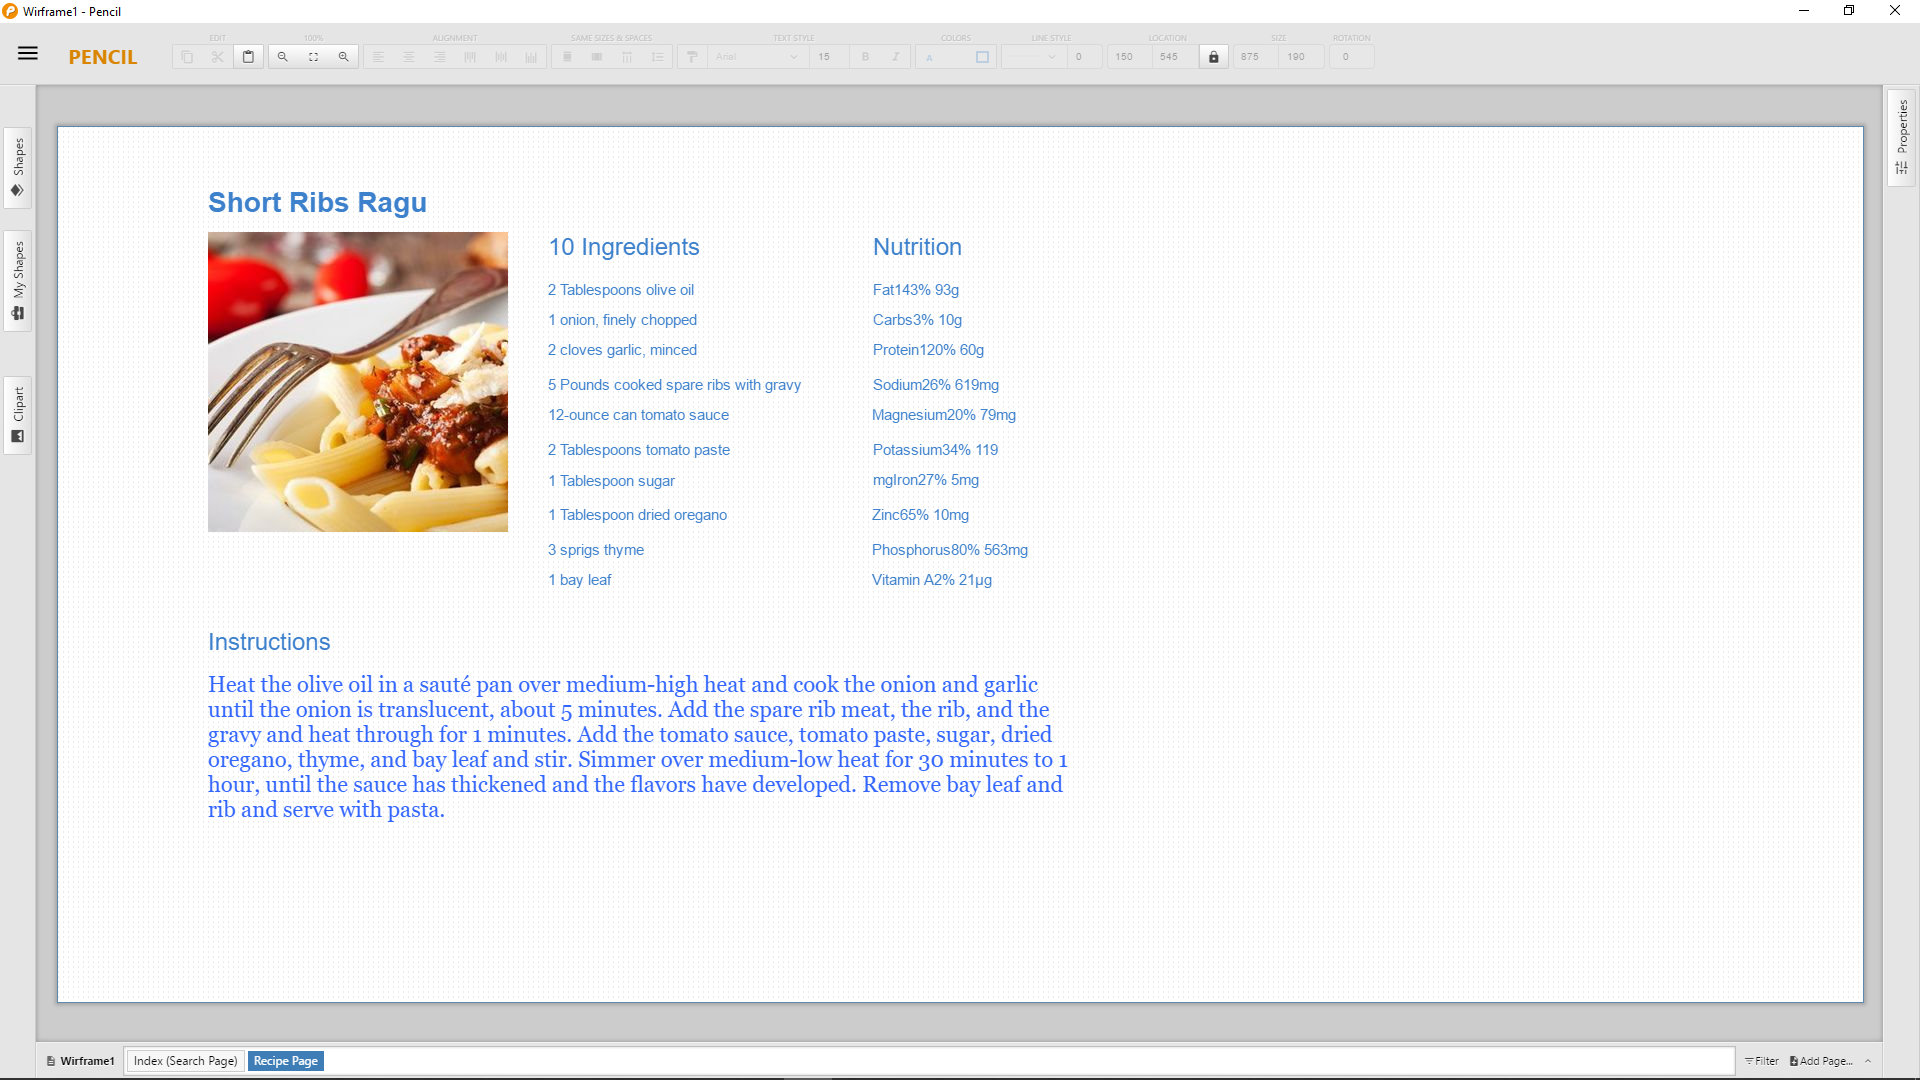 Wirframe1 - Pencil
PENCIL
EDIT
100%
ALIGNMENT
SAME SIZES & SPACES
TEXT STYLE
COLORS
LINE STYLE
LOCATION
SIZE
ROTATION
Arial
15
B
I
A
0
150
545
875
190
0
Shapes
My Shapes
Clipart
Properties
Short Ribs Ragu
10 Ingredients
2 Tablespoons olive oil
1 onion, finely chopped
2 cloves garlic, minced
5 Pounds cooked spare ribs with gravy
12-ounce can tomato sauce
2 Tablespoons tomato paste
1 Tablespoon sugar
1 Tablespoon dried oregano
3 sprigs thyme
1 bay leaf
Nutrition
Fat143% 93g
Carbs3% 10g
Protein120% 60g
Sodium26% 619mg
Magnesium20% 79mg
Potassium34% 119
mgIron27% 5mg
Zinc65% 10mg
Phosphorus80% 563mg
Vitamin A2% 21µg
Instructions
Heat the olive oil in a sauté pan over medium-high heat and cook the onion and garlic
until the onion is translucent, about 5 minutes. Add the spare rib meat, the rib, and the
gravy and heat through for 1 minutes. Add the tomato sauce, tomato paste, sugar, dried
oregano, thyme, and bay leaf and stir. Simmer over medium-low heat for 30 minutes to 1
hour, until the sauce has thickened and the flavors have developed. Remove bay leaf and
rib and serve with pasta.
Wirframe1
Index (Search Page)
Recipe Page
Filter
Add Page...